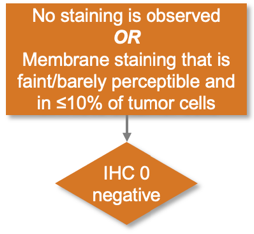 No staining is observed
OR
Membrane staining that is
faint/barely perceptible and
in ≤10% of tumor cells
IHC 0
negative